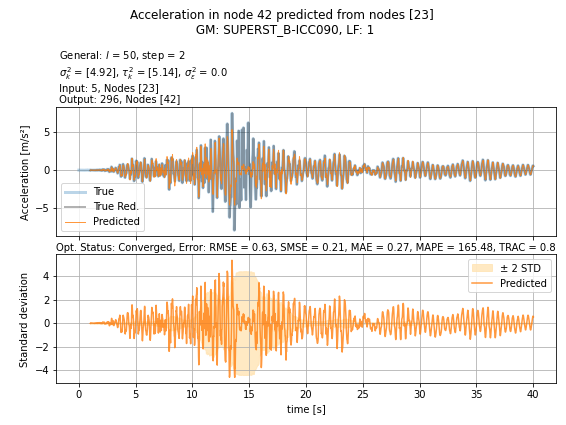 Acceleration in node 42 predicted from nodes [23]
GM: SUPERST_B-ICC090, LF: 1
General: l = 50, step = 2
σ²ₖ = [4.92], τ²ₖ = [5.14], σ²ε = 0.0
Input: 5, Nodes [23]
Output: 296, Nodes [42]
Acceleration [m/s²]
5
0
−5
True
True Red.
Predicted
Opt. Status: Converged, Error: RMSE = 0.63, SMSE = 0.21, MAE = 0.27, MAPE = 165.48, TRAC = 0.8
Standard deviation
4
2
0
−2
−4
± 2 STD
Predicted
0 5 10 15 20 25 30 35 40
time [s]